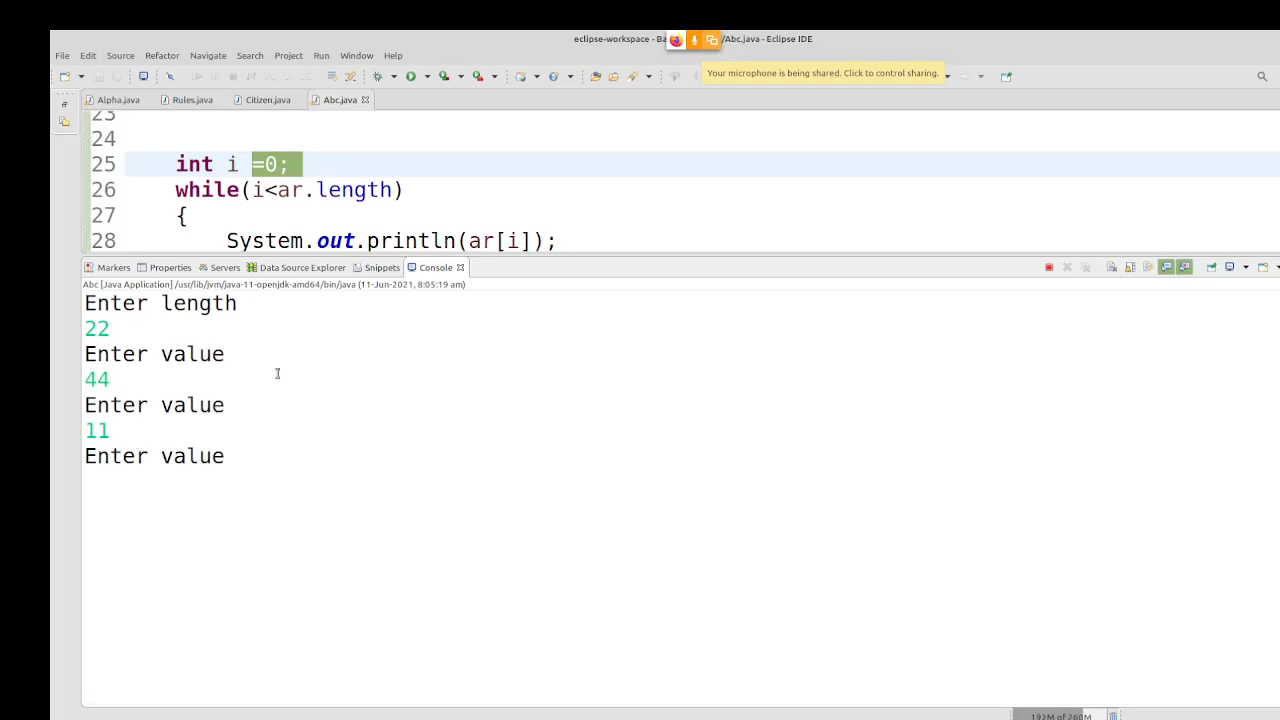 eclipse-workspace - Ba /Abc.java - Eclipse IDE
File Edit Source Refactor Navigate Search Project Run Window Help
Your microphone is being shared. Click to control sharing.
Alpha.java Rules.java Citizen.java Abc.java
23
24
25 int i =0;
26 while(i<ar.length)
27 {
28 System.out.println(ar[i]);
Markers Properties Servers Data Source Explorer Snippets Console
Abc [Java Application] /usr/lib/jvm/java-11-openjdk-amd64/bin/java (11-Jun-2021, 8:05:19 am)
Enter length
22
Enter value
44
Enter value
11
Enter value
192M of 260M